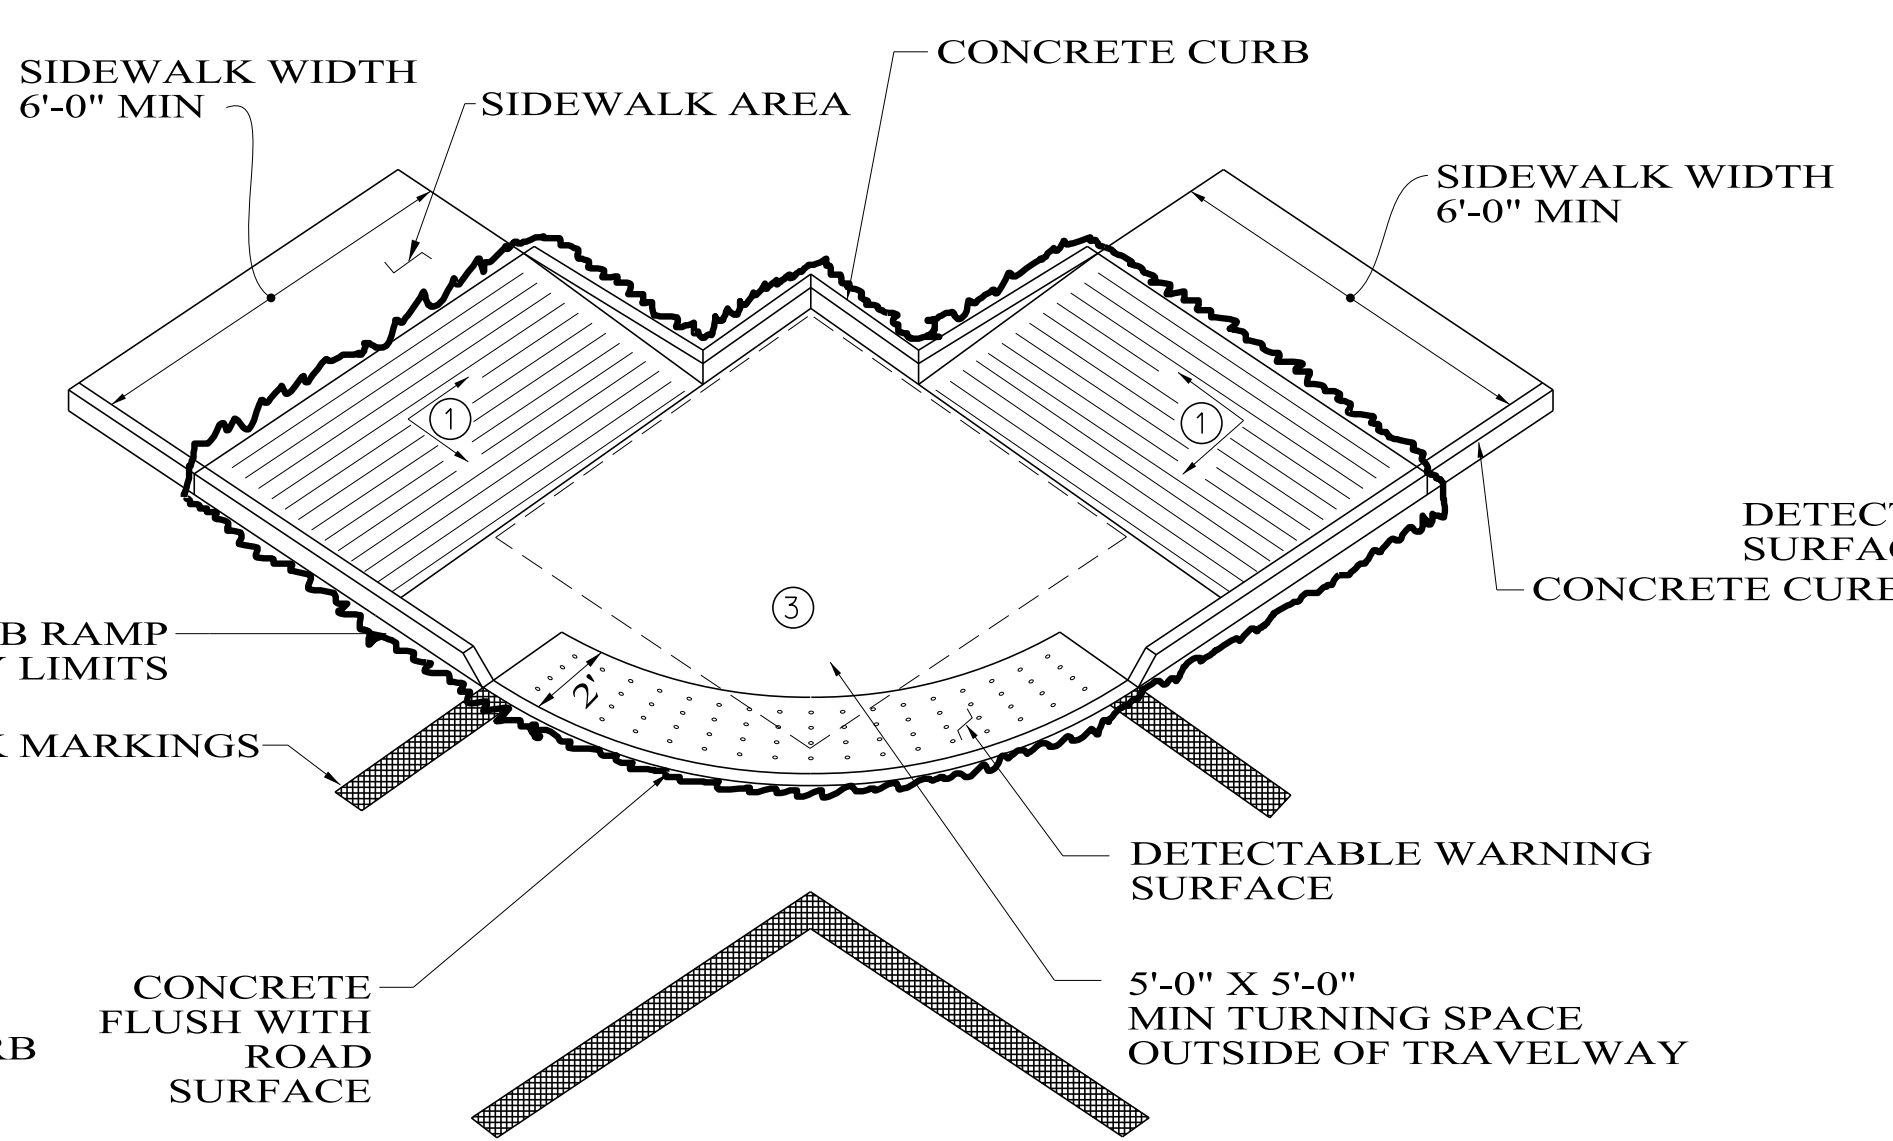 SIDEWALK WIDTH
6'-0" MIN
SIDEWALK AREA
CONCRETE CURB
SIDEWALK WIDTH
6'-0" MIN
1
1
3
2'
CONCRETE
RAMP
LIMITS
MARKINGS
DETECTABLE WARNING
SURFACE
CONCRETE
FLUSH WITH
ROAD
SURFACE
5'-0" X 5'-0"
MIN TURNING SPACE
OUTSIDE OF TRAVELWAY